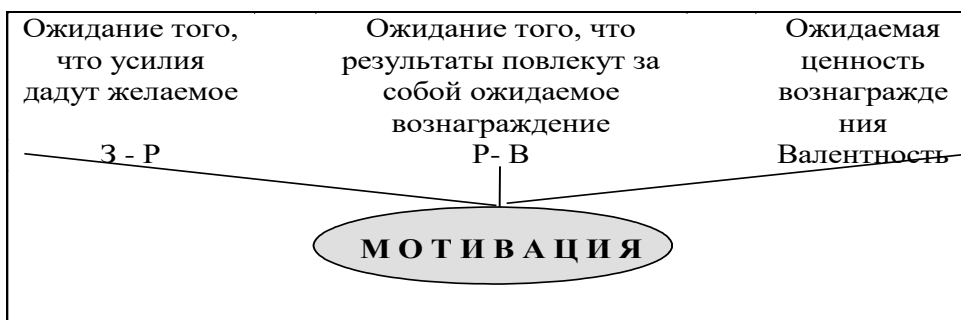 Ожидание того,
что усилия
дадут желаемое
З - Р
Ожидание того, что
результаты повлекут за
собой ожидаемое
вознаграждение
Р- В
Ожидаемая
ценность
вознагражде
ния
Валентность
М О Т И В А Ц И Я